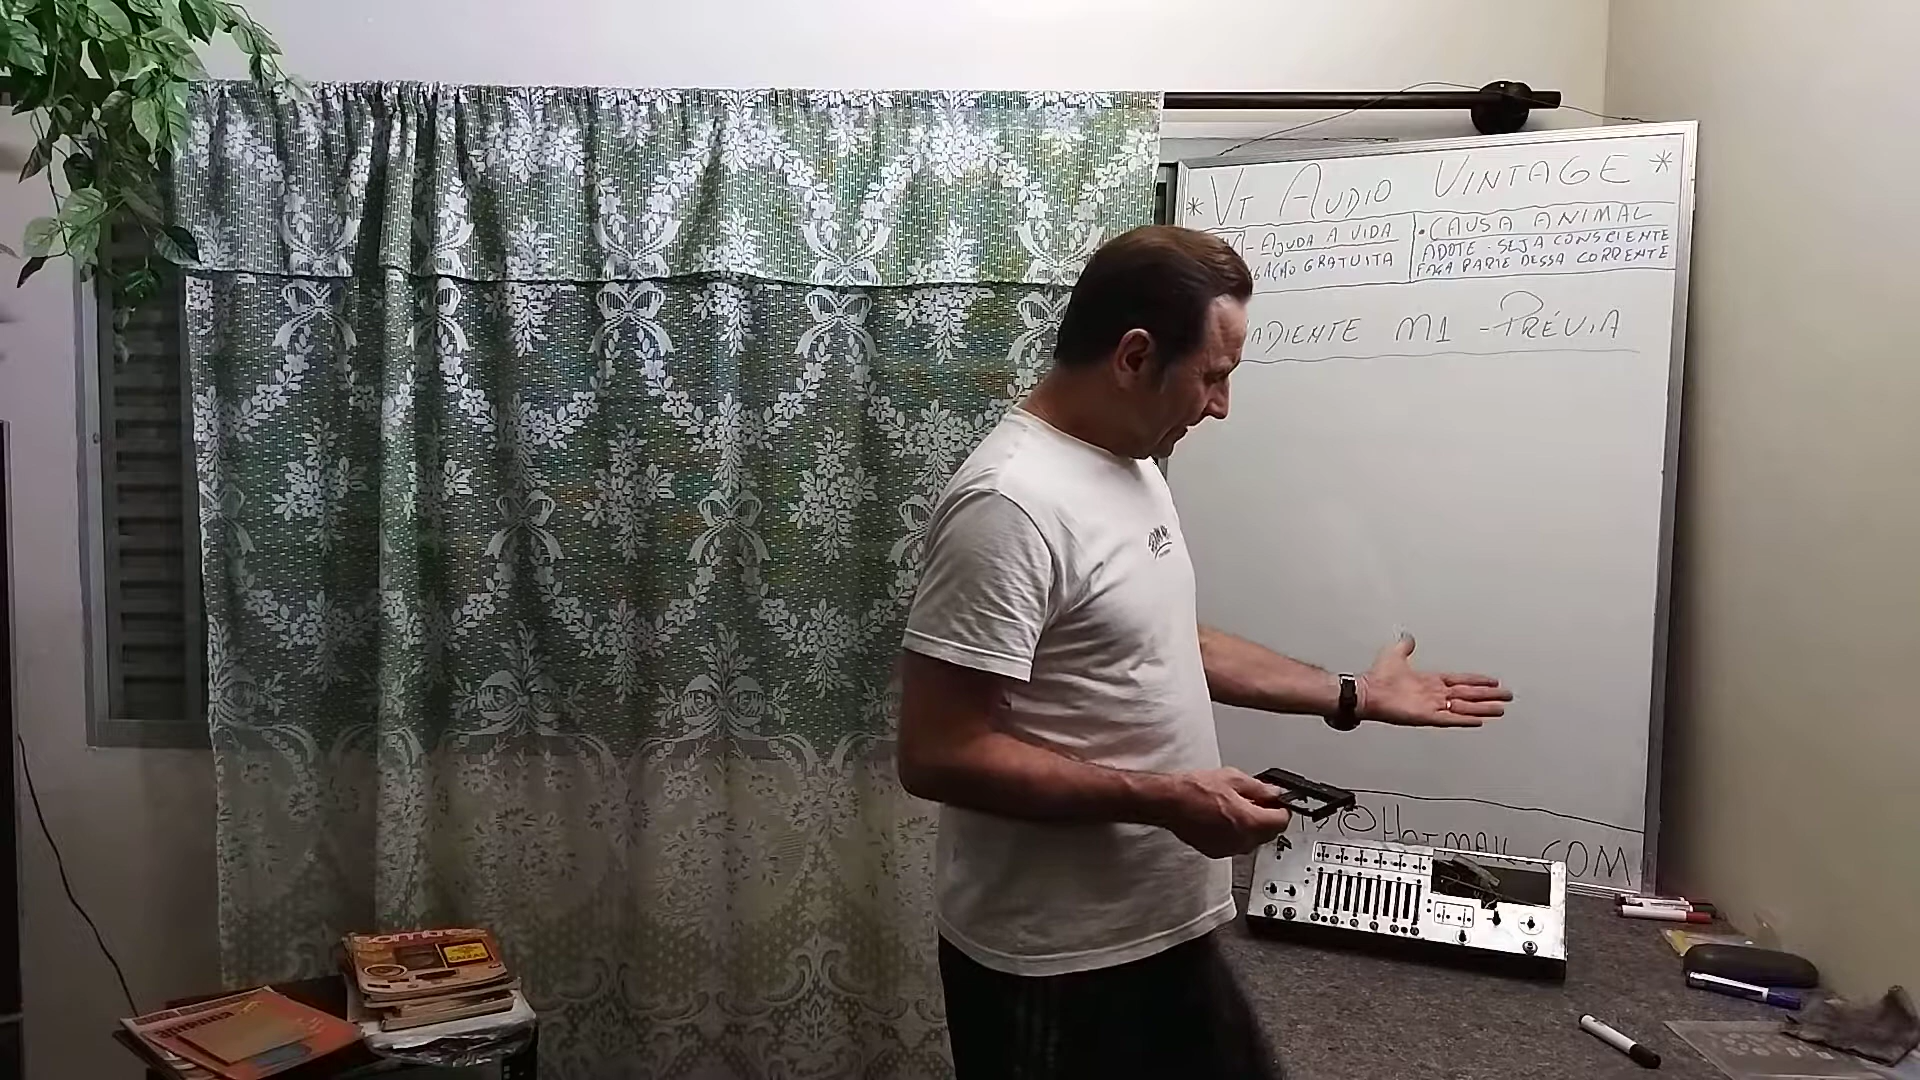 * VT AUDIO VINTAGE *
- AJUDA A VIDA
GRATUITA
• CAUSA ANIMAL
ADOTE - SEJA CONSCIENTE
FAÇA PARTE DESSA CORRENTE
ADIENTE M1 - PRÉVIA
@HOTMAIL.COM